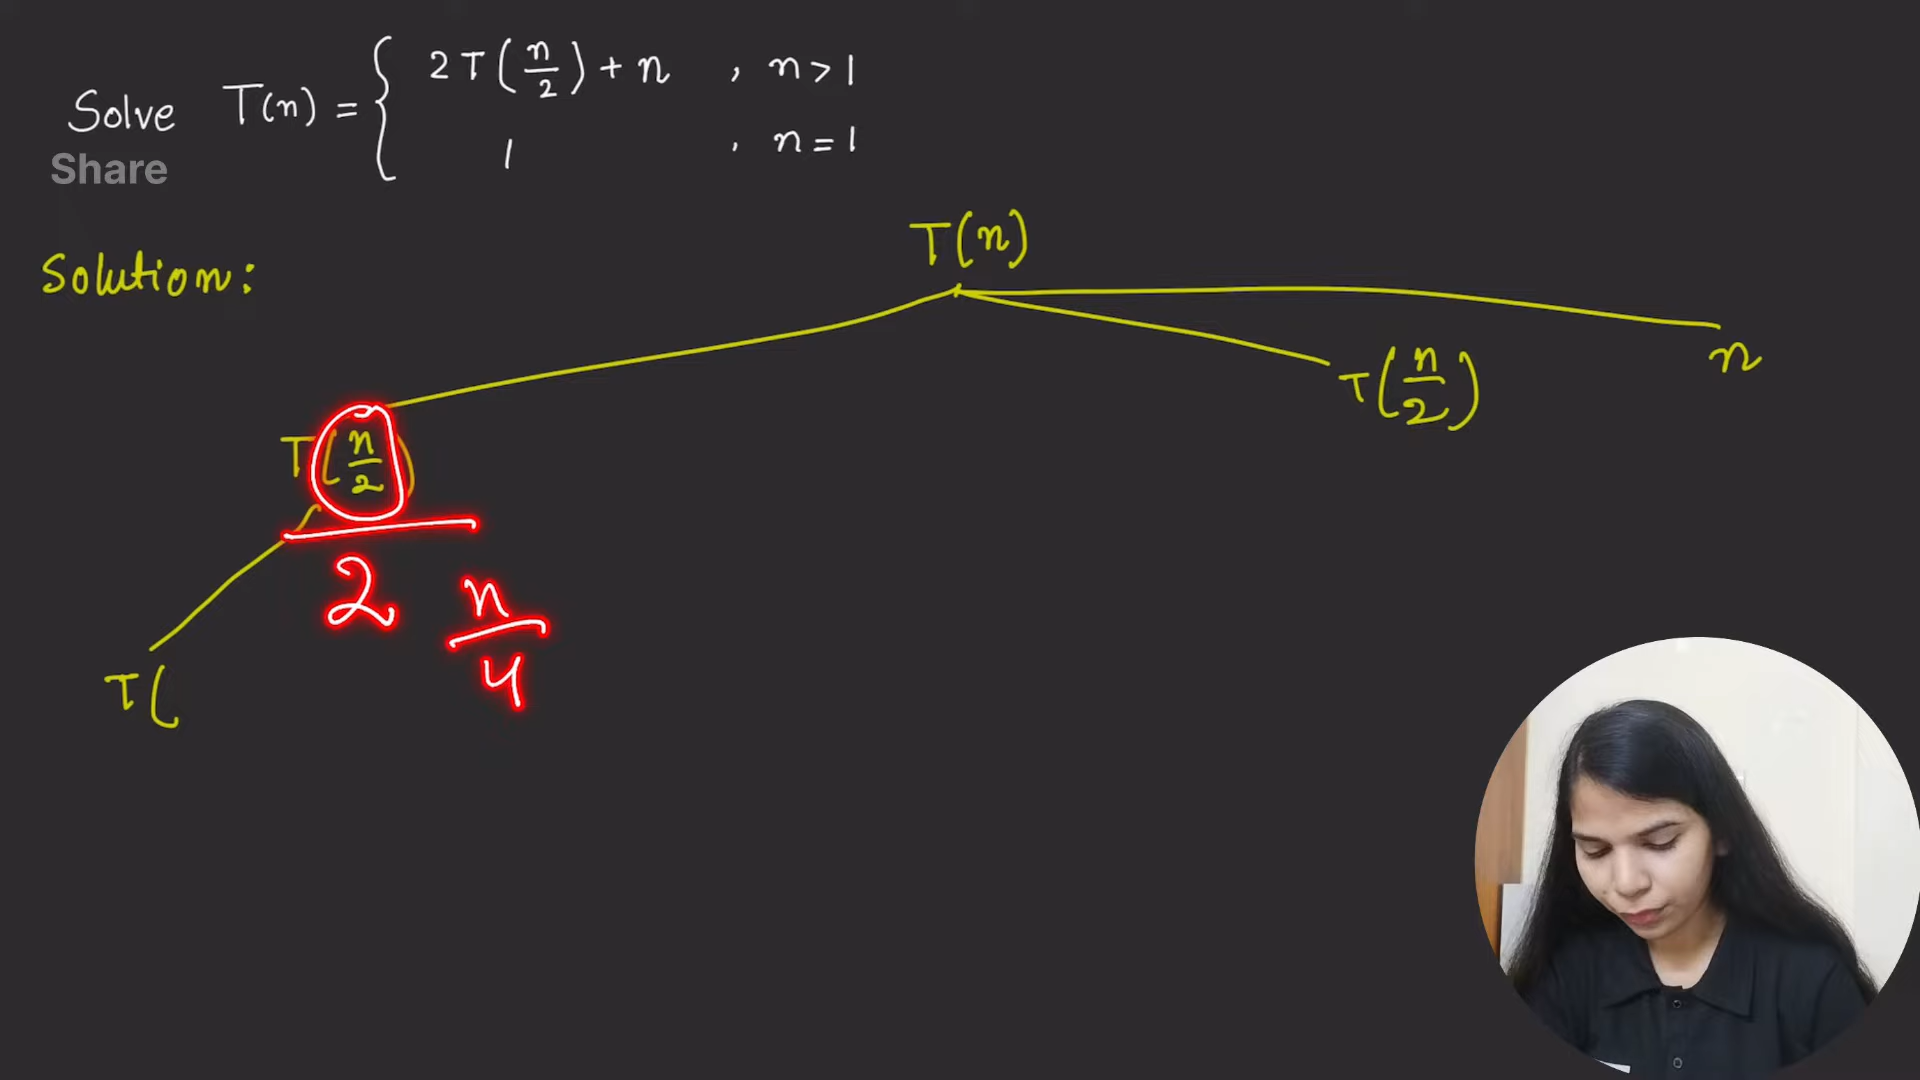 Solve T(n) = { 2T(n/2) + n , n > 1
1 , n = 1
Share
Solution:
T(n)
T(n/2) T(n/2) n
2 n/4
T(